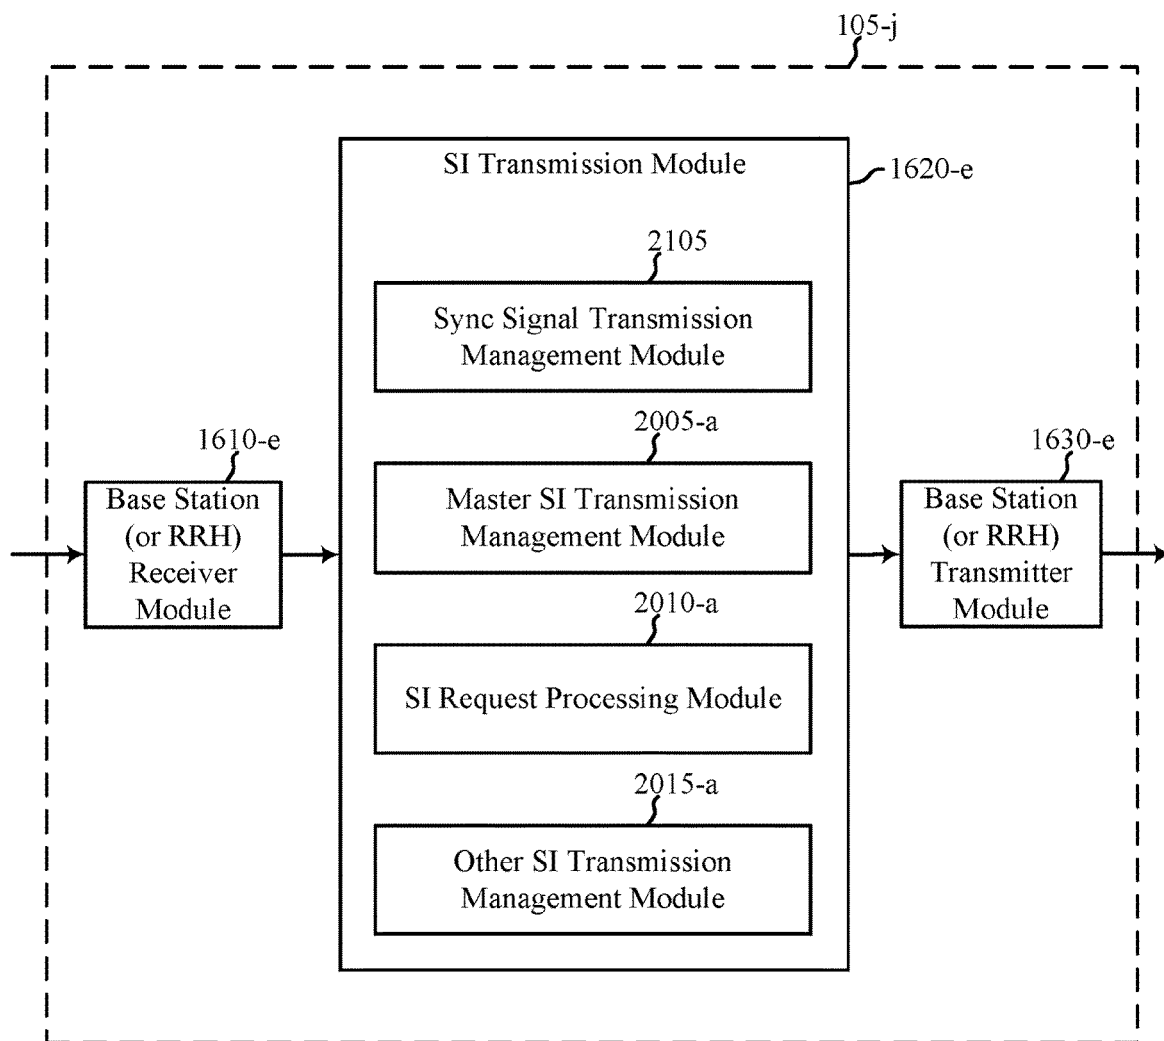 105-j
SI Transmission Module
1620-e
2105
Sync Signal Transmission
Management Module
2005-a
Master SI Transmission
Management Module
1610-e
Base Station
(or RRH)
Receiver
Module
1630-e
Base Station
(or RRH)
Transmitter
Module
2010-a
SI Request Processing Module
2015-a
Other SI Transmission
Management Module